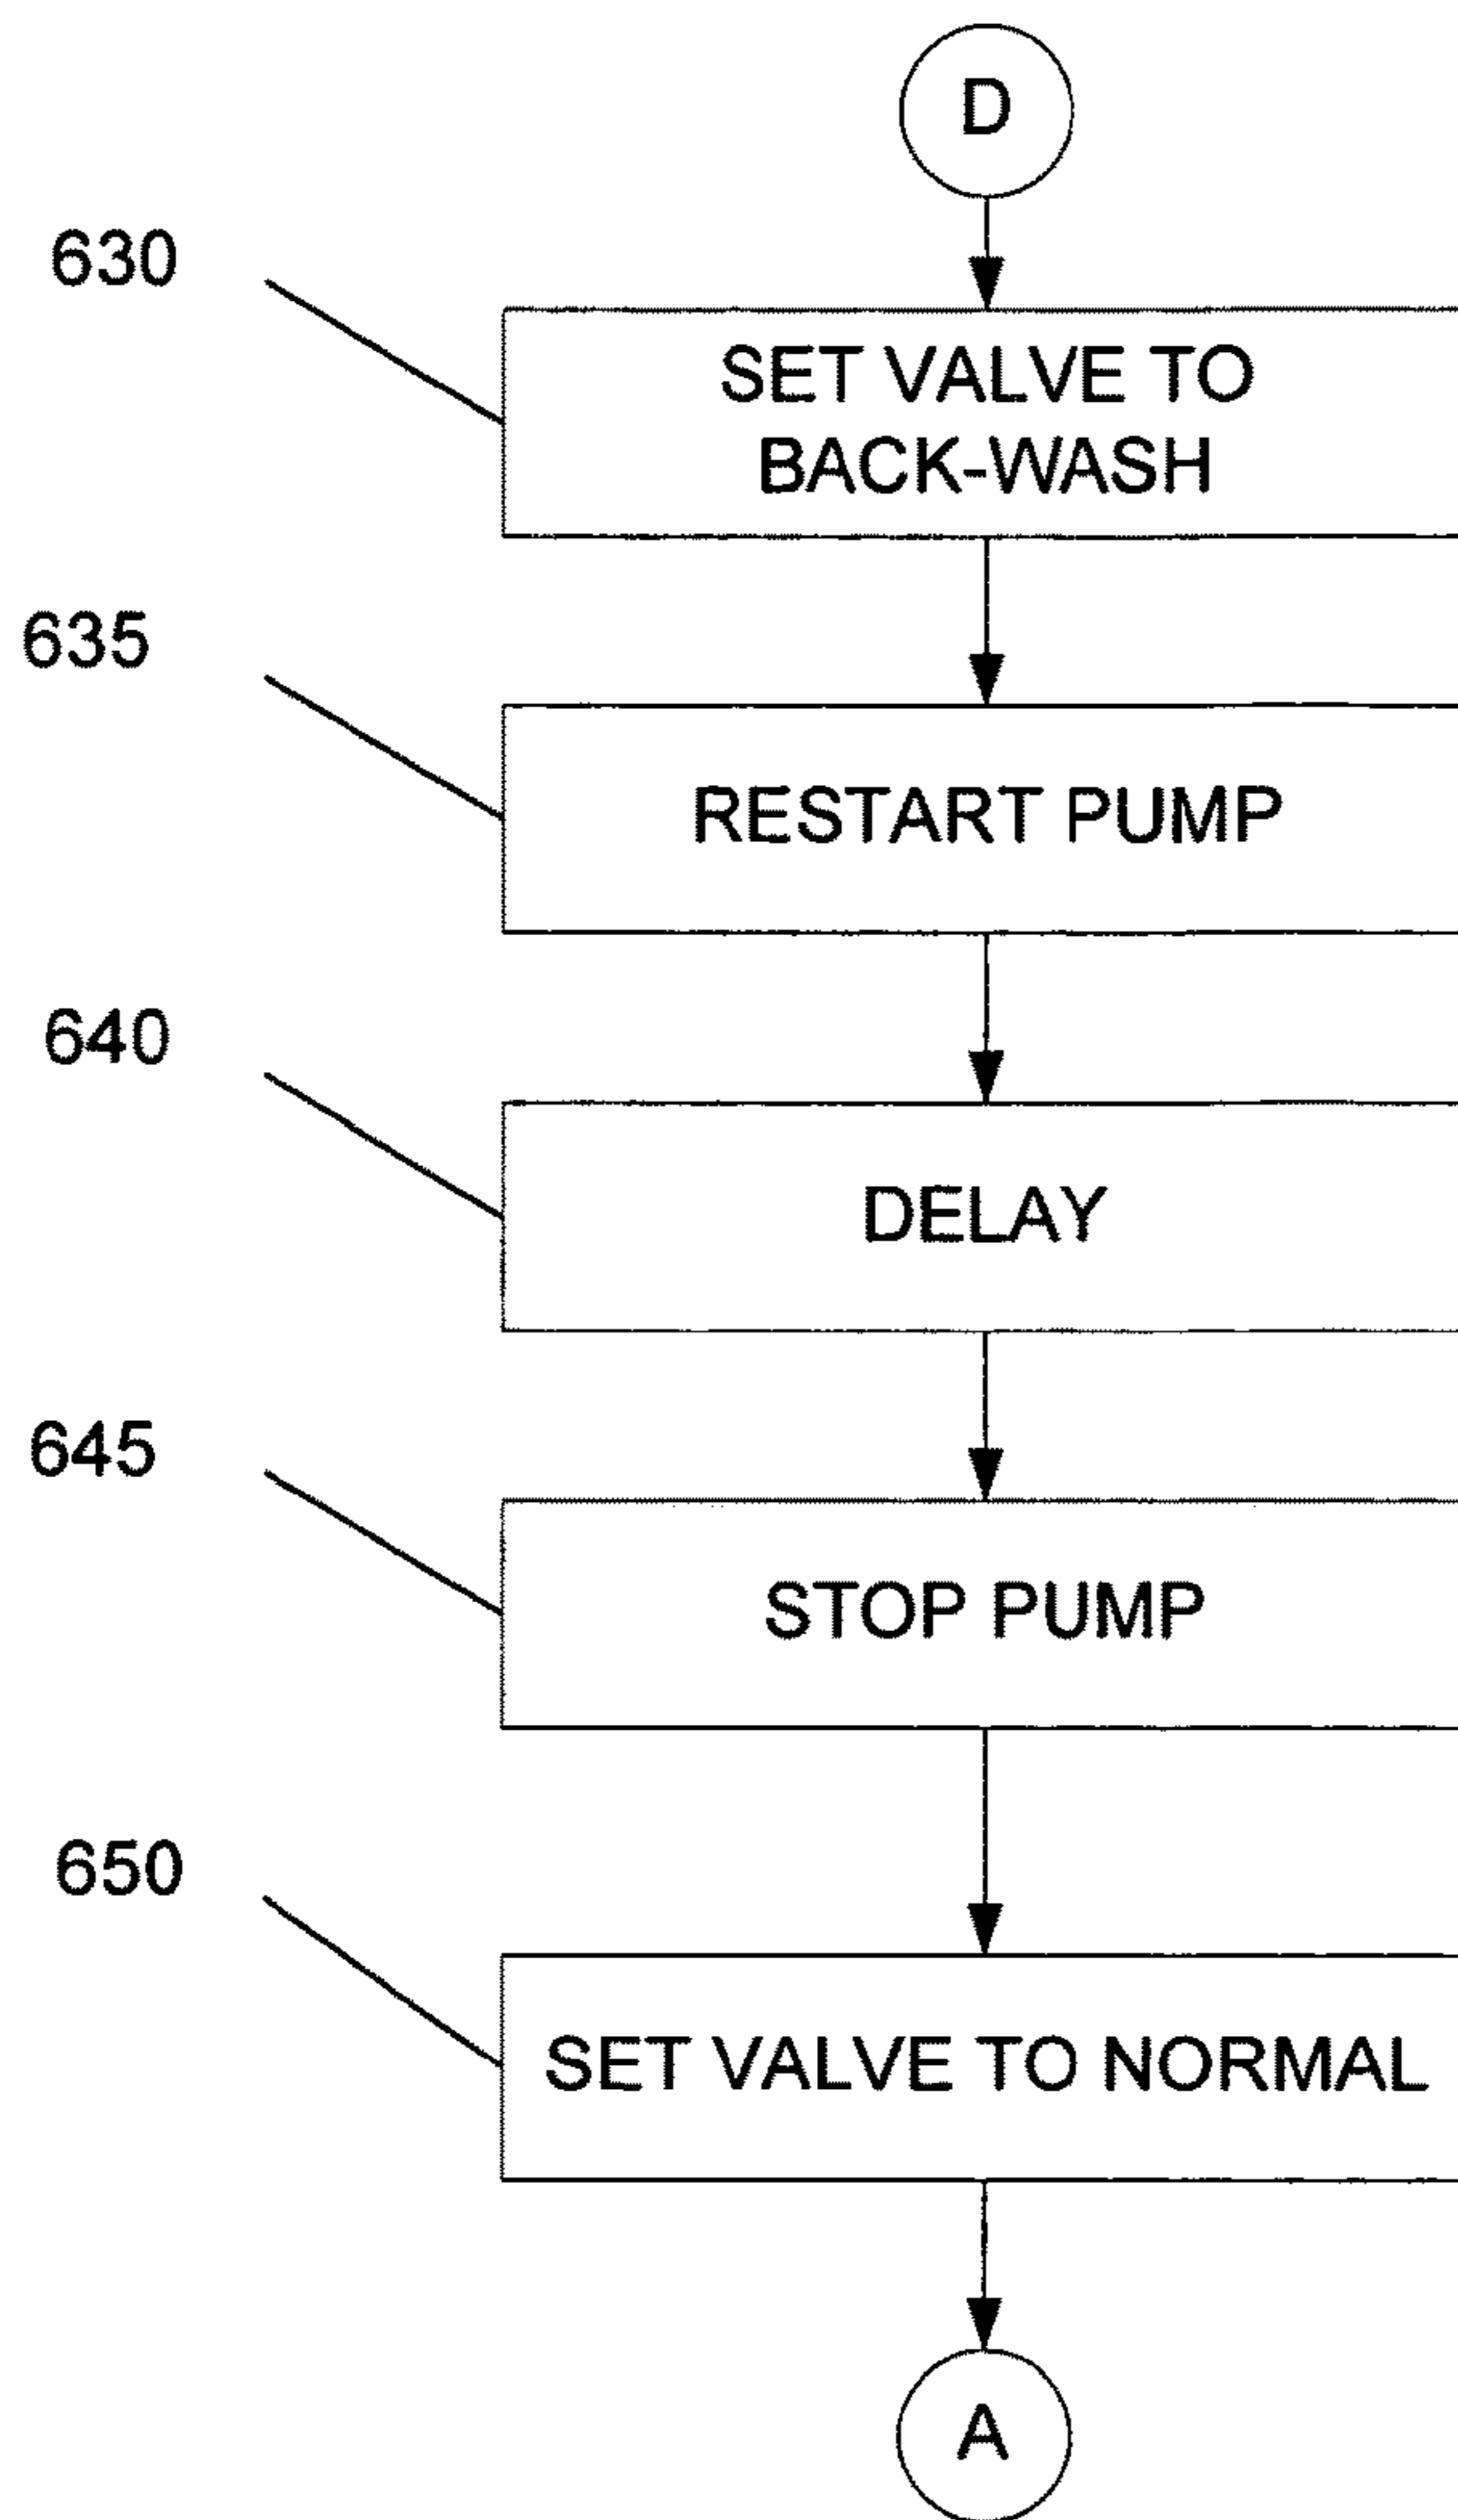 D
630
SET VALVE TO
BACK-WASH
635
RESTART PUMP
640
DELAY
645
STOP PUMP
650
SET VALVE TO NORMAL
A